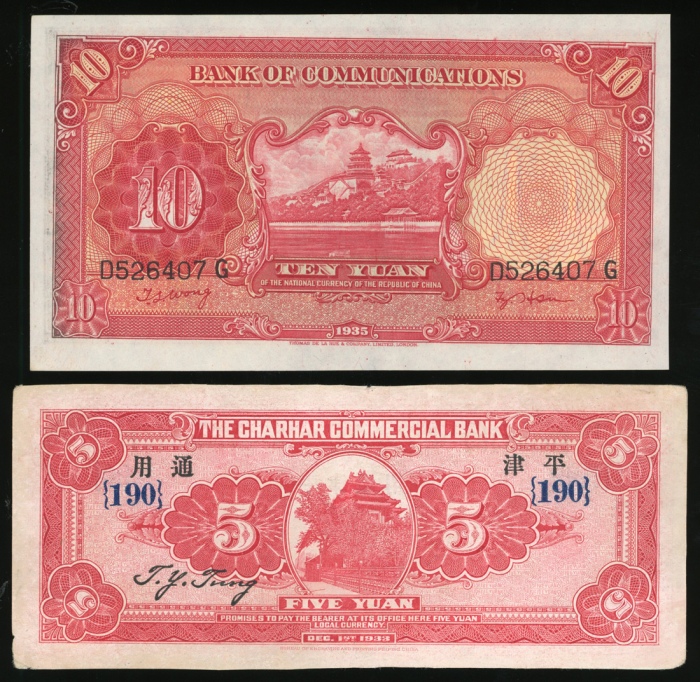 10 10
BANK OF COMMUNICATIONS
10
D526407 G D526407 G
TEN YUAN
OF THE NATIONAL CURRENCY OF THE REPUBLIC OF CHINA
10 10
1935
THOMAS DE LA RUE & COMPANY, LIMITED, LONDON.
5 5
THE CHARHAR COMMERCIAL BANK
用通 津平
{190} {190}
5 5
T. Y. Tung
FIVE YUAN
5 5
PROMISES TO PAY THE BEARER AT ITS OFFICE HERE FIVE YUAN
LOCAL CURRENCY.
DEC. 1ST 1933